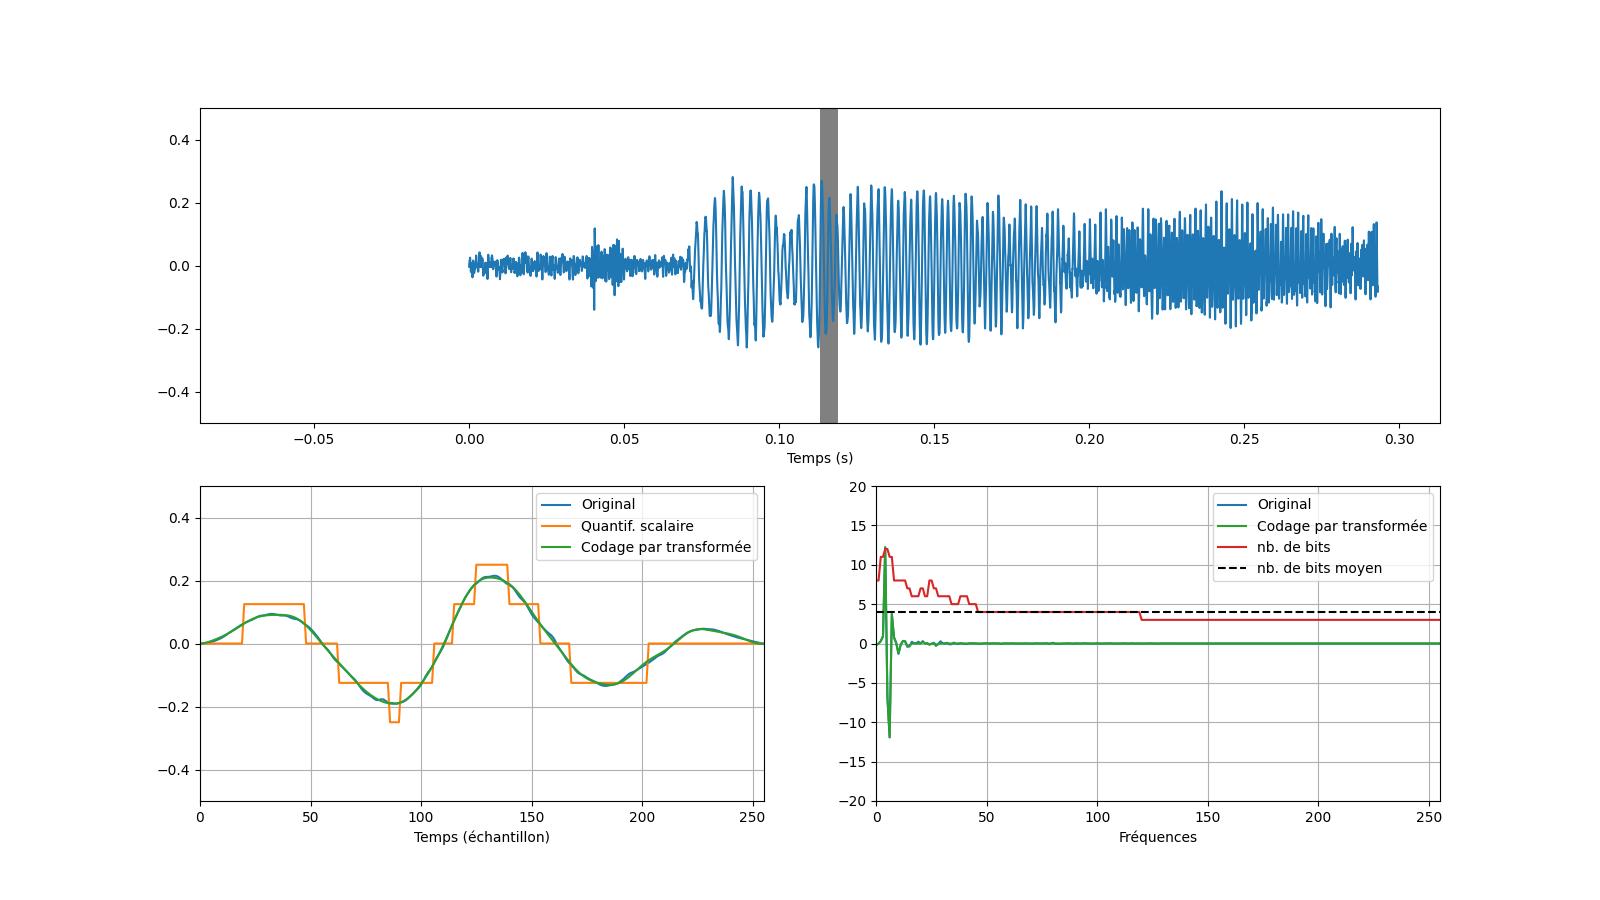 0.4
0.2
0.0
−0.2
−0.4
−0.05 0.00 0.05 0.10 0.15 0.20 0.25 0.30
Temps (s)
0.4
0.2
0.0
−0.2
−0.4
0 50 100 150 200 250
Temps (échantillon)
Original
Quantif. scalaire
Codage par transformée
20
15
10
5
0
−5
−10
−15
−20
0 50 100 150 200 250
Fréquences
Original
Codage par transformée
nb. de bits
nb. de bits moyen